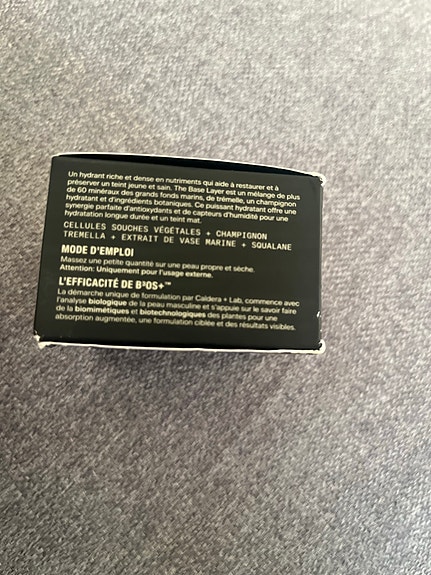 Un hydrant riche et dense en nutriments qui aide à restaurer et à
préserver un teint jeune et sain. The Base Layer est un mélange de plus
de 60 minéraux des grands fonds marins, de trémelle, un champignon
hydratant et d'ingrédients botaniques. Ce puissant hydratant offre une
synergie parfaite d'antioxydants et de capteurs d'humidité pour une
hydratation longue durée et un teint mat.
CELLULES SOUCHES VÉGÉTALES + CHAMPIGNON
TREMELLA + EXTRAIT DE VASE MARINE + SQUALANE
MODE D'EMPLOI
Massez une petite quantité sur une peau propre et sèche.
Attention: Uniquement pour l'usage externe.
L'EFFICACITÉ DE B³OS+™
La démarche unique de formulation par Caldera + Lab, commence avec
l'analyse biologique de la peau masculine et s'appuie sur le savoir faire
de la biomimétiques et biotechnologiques des plantes pour une
absorption augmentée, une formulation ciblée et des résultats visibles.